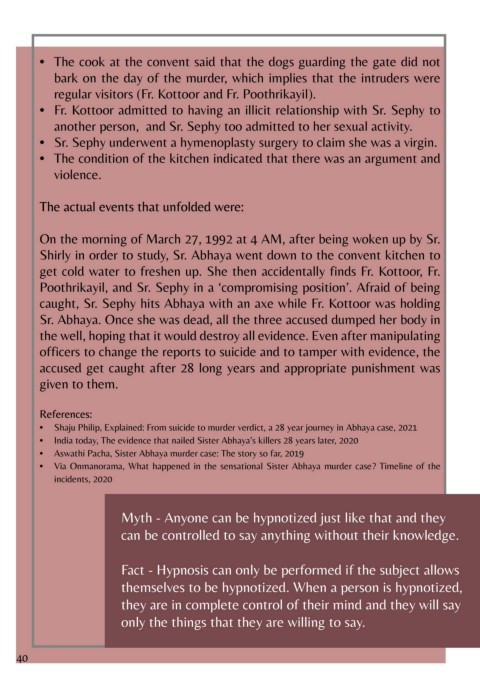 • The cook at the convent said that the dogs guarding the gate did not
bark on the day of the murder, which implies that the intruders were
regular visitors (Fr. Kottoor and Fr. Poothrikayil).
• Fr. Kottoor admitted to having an illicit relationship with Sr. Sephy to
another person, and Sr. Sephy too admitted to her sexual activity.
• Sr. Sephy underwent a hymenoplasty surgery to claim she was a virgin.
• The condition of the kitchen indicated that there was an argument and
violence.
The actual events that unfolded were:
On the morning of March 27, 1992 at 4 AM, after being woken up by Sr.
Shirly in order to study, Sr. Abhaya went down to the convent kitchen to
get cold water to freshen up. She then accidentally finds Fr. Kottoor, Fr.
Poothrikayil, and Sr. Sephy in a ‘compromising position’. Afraid of being
caught, Sr. Sephy hits Abhaya with an axe while Fr. Kottoor was holding
Sr. Abhaya. Once she was dead, all the three accused dumped her body in
the well, hoping that it would destroy all evidence. Even after manipulating
officers to change the reports to suicide and to tamper with evidence, the
accused get caught after 28 long years and appropriate punishment was
given to them.
References:
• Shaju Philip, Explained: From suicide to murder verdict, a 28 year journey in Abhaya case, 2021
• India today, The evidence that nailed Sister Abhaya’s killers 28 years later, 2020
• Aswathi Pacha, Sister Abhaya murder case: The story so far, 2019
• Via Onmanorama, What happened in the sensational Sister Abhaya murder case? Timeline of the
incidents, 2020
Myth - Anyone can be hypnotized just like that and they
can be controlled to say anything without their knowledge.
Fact - Hypnosis can only be performed if the subject allows
themselves to be hypnotized. When a person is hypnotized,
they are in complete control of their mind and they will say
only the things that they are willing to say.
40